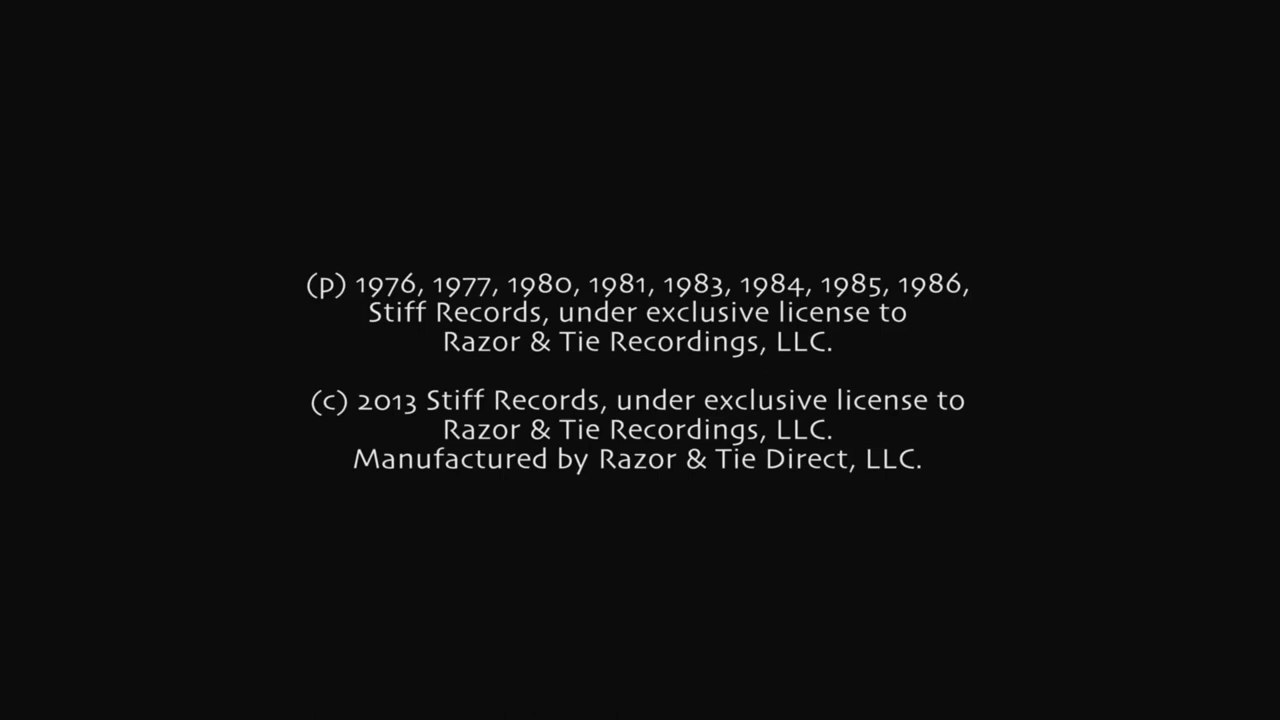 (p) 1976, 1977, 1980, 1981, 1983, 1984, 1985, 1986,
Stiff Records, under exclusive license to
Razor & Tie Recordings, LLC.
(c) 2013 Stiff Records, under exclusive license to
Razor & Tie Recordings, LLC.
Manufactured by Razor & Tie Direct, LLC.